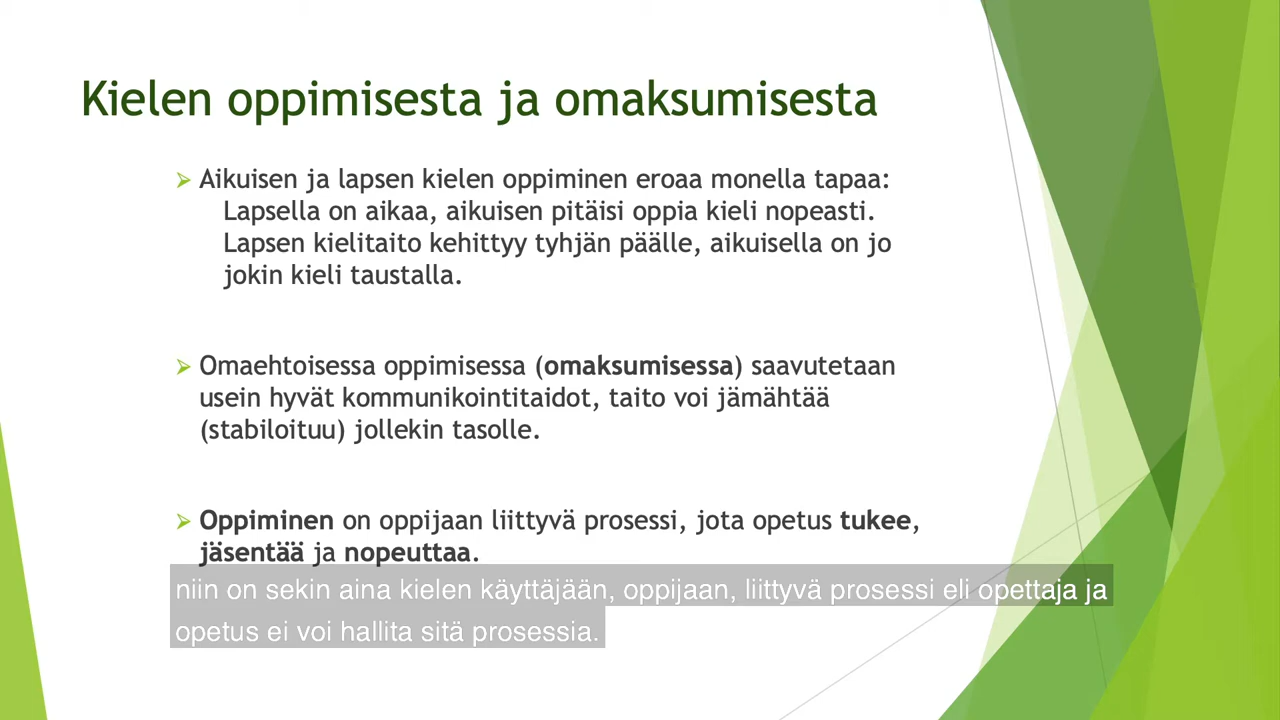 Kielen oppimisesta ja omaksumisesta
Aikuisen ja lapsen kielen oppiminen eroaa monella tapaa:
Lapsella on aikaa, aikuisen pitäisi oppia kieli nopeasti.
Lapsen kielitaito kehittyy tyhjän päälle, aikuisella on jo
jokin kieli taustalla.
Omaehtoisessa oppimisessa (omaksumisessa) saavutetaan
usein hyvät kommunikointitaidot, taito voi jämähtää
(stabiloituu) jollekin tasolle.
Oppiminen on oppijaan liittyvä prosessi, jota opetus tukee,
jäsentää ja nopeuttaa.
niin on sekin aina kielen käyttäjään, oppijaan, liittyvä prosessi eli opettaja ja
opetus ei voi hallita sitä prosessia.